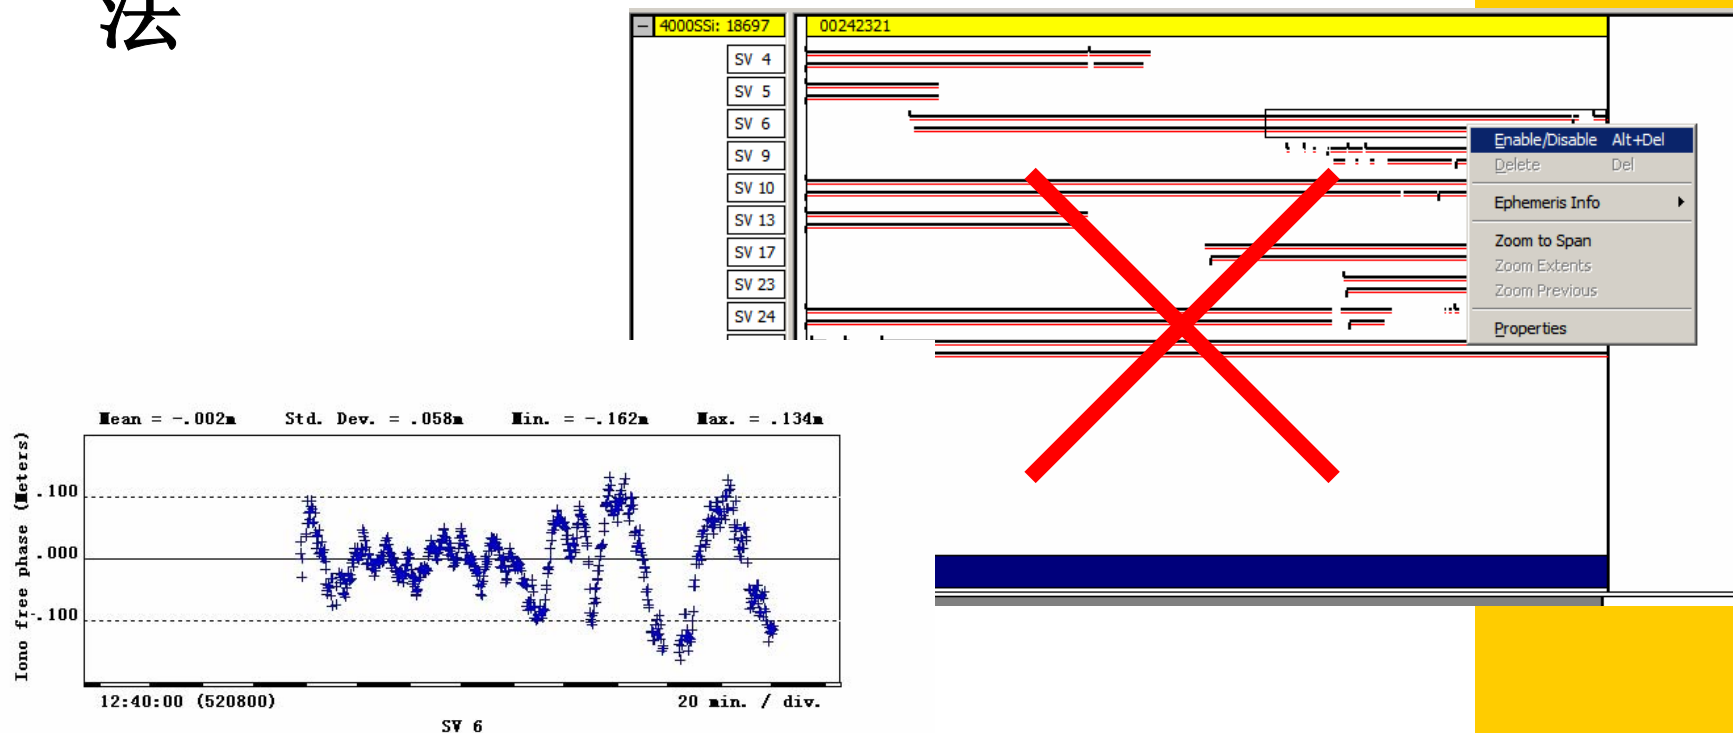 法
4000SSi: 18697
00242321
SV 4
SV 5
SV 6
SV 9
SV 10
SV 13
SV 17
SV 23
SV 24
Enable/Disable Alt+Del
Delete Del
Ephemeris Info
Zoom to Span
Zoom Extents
Zoom Previous
Properties
Mean = -.002m Std. Dev. = .058m Min. = -.162m Max. = .134m
Iono free phase (Meters)
.100
.000
-.100
12:40:00 (520800) 20 min. / div.
SV 6